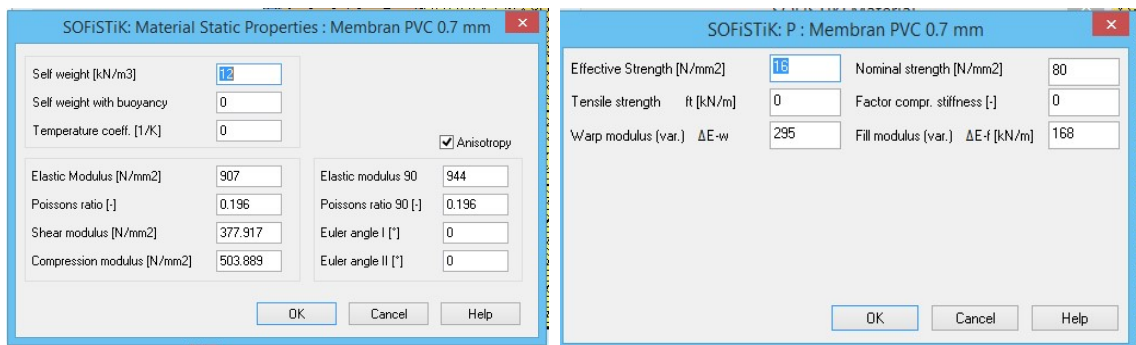 SOFiSTiK: Material Static Properties : Membran PVC 0.7 mm
Self weight [kN/m3] 12
Self weight with buoyancy 0
Temperature coeff. [1/K] 0
Anisotropy
Elastic Modulus [N/mm2] 907 Elastic modulus 90 944
Poissons ratio [-] 0.196 Poissons ratio 90 [-] 0.196
Shear modulus [N/mm2] 377.917 Euler angle I [°] 0
Compression modulus [N/mm2] 503.889 Euler angle II [°] 0
OK Cancel Help
SOFiSTiK: P : Membran PVC 0.7 mm
Effective Strength [N/mm2] 16 Nominal strength [N/mm2] 80
Tensile strength ft [kN/m] 0 Factor compr. stiffness [-] 0
Warp modulus (var.) ΔE-w 295 Fill modulus (var.) ΔE-f [kN/m] 168
OK Cancel Help